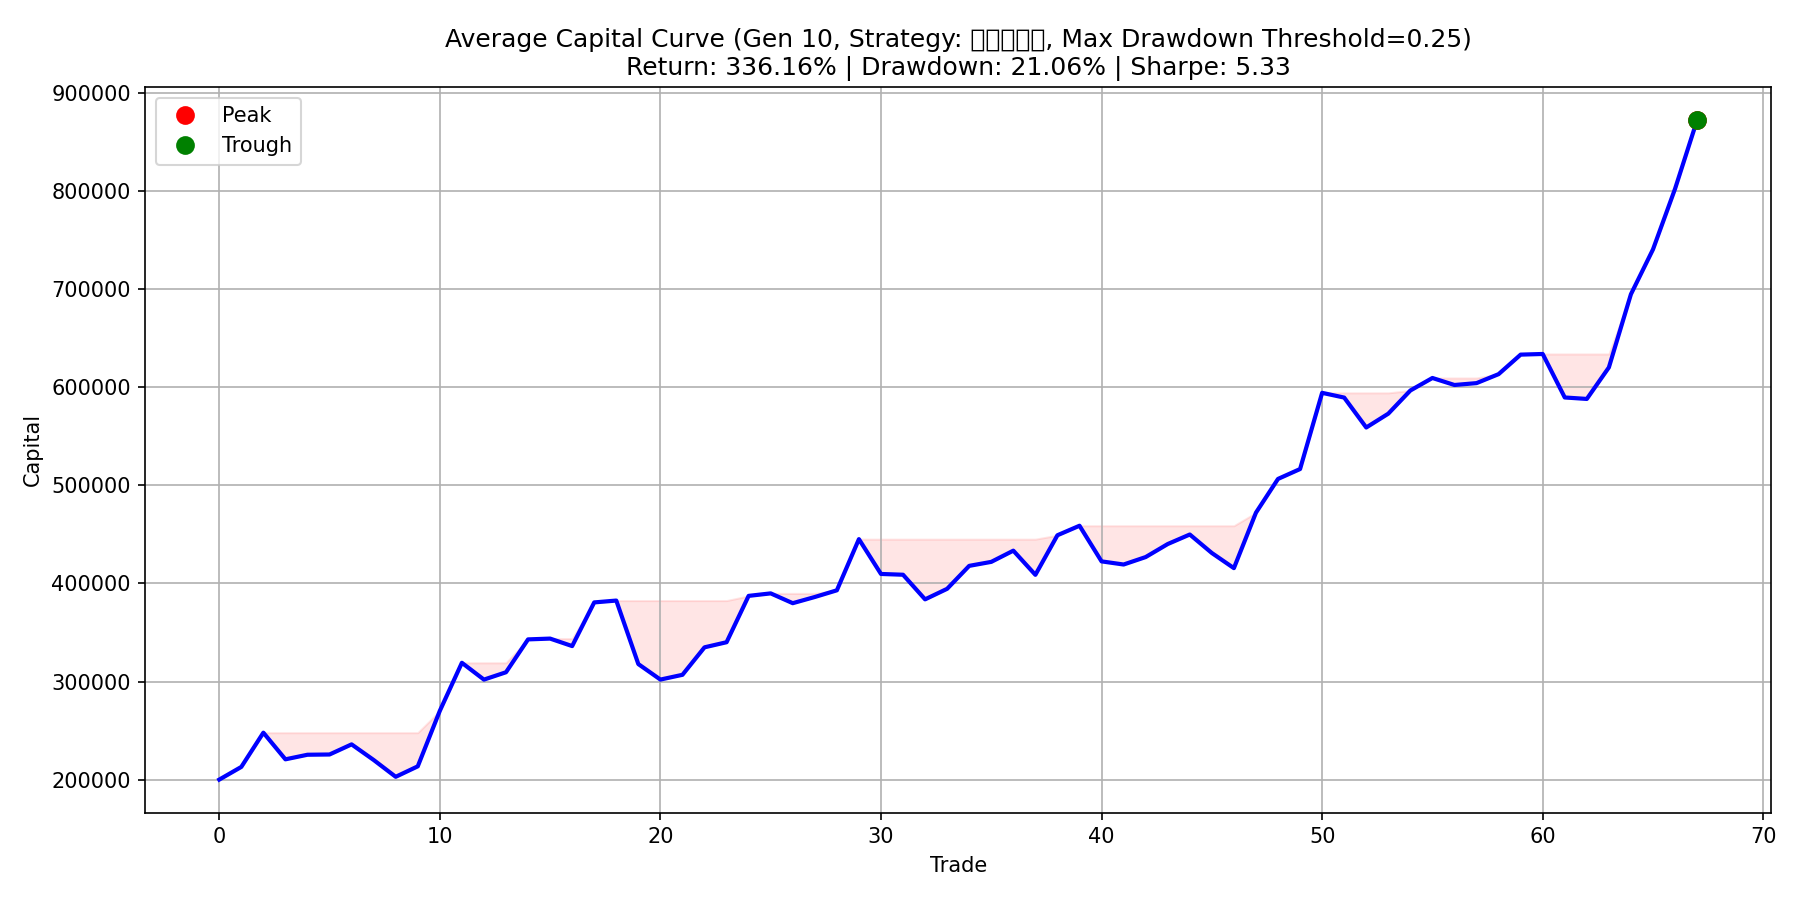 Average Capital Curve (Gen 10, Strategy: , Max Drawdown Threshold=0.25)
Return: 336.16% | Drawdown: 21.06% | Sharpe: 5.33
Peak
Trough
Capital
900000
800000
700000
600000
500000
400000
300000
200000
0 10 20 30 40 50 60 70
Trade